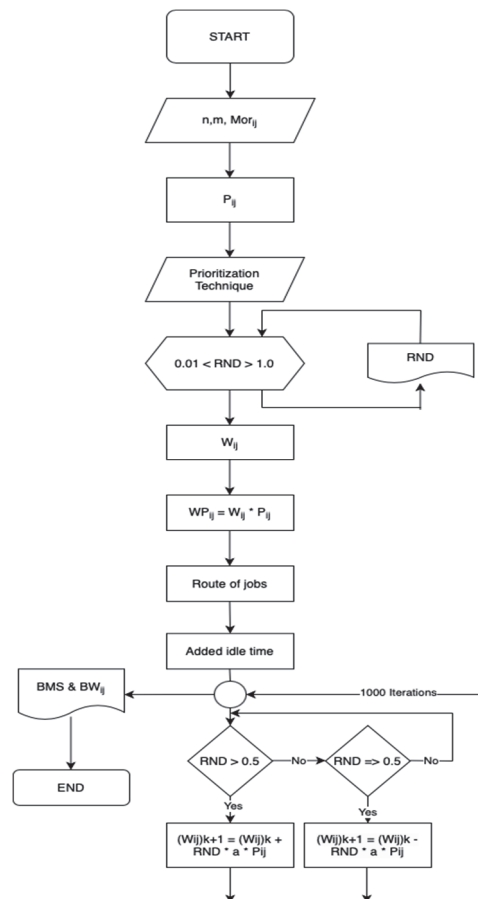 START
n,m, Morij
Pij
Prioritization
Technique
0.01 < RND > 1.0
RND
Wij
WPij = Wij * Pij
Route of jobs
Added idle time
BMS & BWij
1000 Iterations
END
RND > 0.5
No
RND => 0.5
No
Yes
Yes
(Wij)k+1 = (Wij)k +
RND * a * Pij
(Wij)k+1 = (Wij)k -
RND * a * Pij